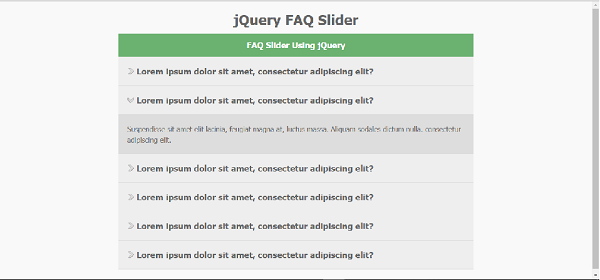 jQuery FAQ Slider
FAQ Slider Using jQuery
Lorem ipsum dolor sit amet, consectetur adipiscing elit?
Lorem ipsum dolor sit amet, consectetur adipiscing elit?
Suspendisse sit amet elit lacinia, feugiat magna at, luctus massa. Aliquam sodales dictum nulla, consectetur
adipiscing elit.
Lorem ipsum dolor sit amet, consectetur adipiscing elit?
Lorem ipsum dolor sit amet, consectetur adipiscing elit?
Lorem ipsum dolor sit amet, consectetur adipiscing elit?
Lorem ipsum dolor sit amet, consectetur adipiscing elit?